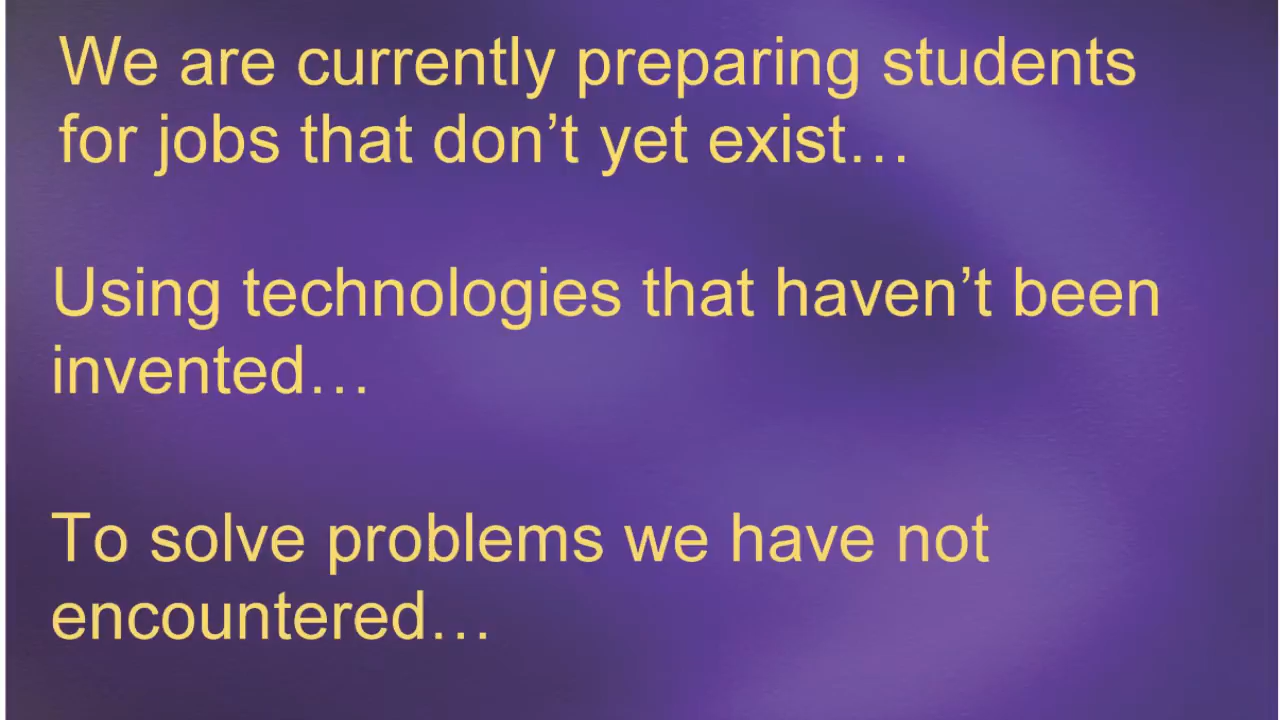 We are currently preparing students
for jobs that don’t yet exist…
Using technologies that haven’t been
invented…
To solve problems we have not
encountered…